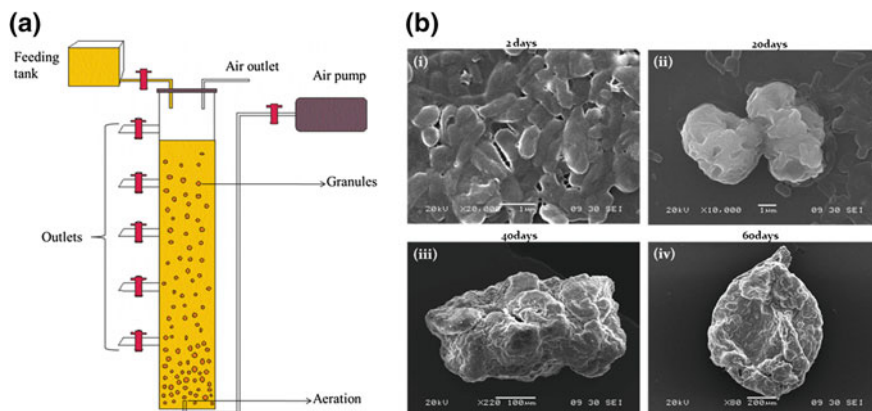 (a)
Feeding
tank
Air outlet
Air pump
Granules
Outlets
Aeration
(b)
2 days
(i)
20kV X20,000 1μm 09 30 SEI
20days
(ii)
20kV X10,000 1μm 09 30 SEI
40days
(iii)
20kV X220 100μm 09 30 SEI
60days
(iv)
20kV X80 200μm 09 30 SEI